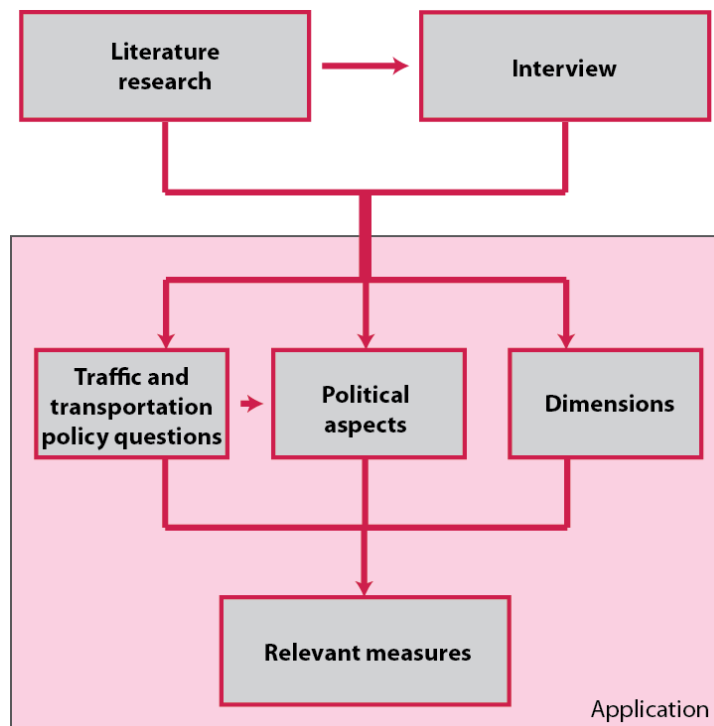 Literature
research
Interview
Traffic and
transportation
policy questions
Political
aspects
Dimensions
Relevant measures
Application